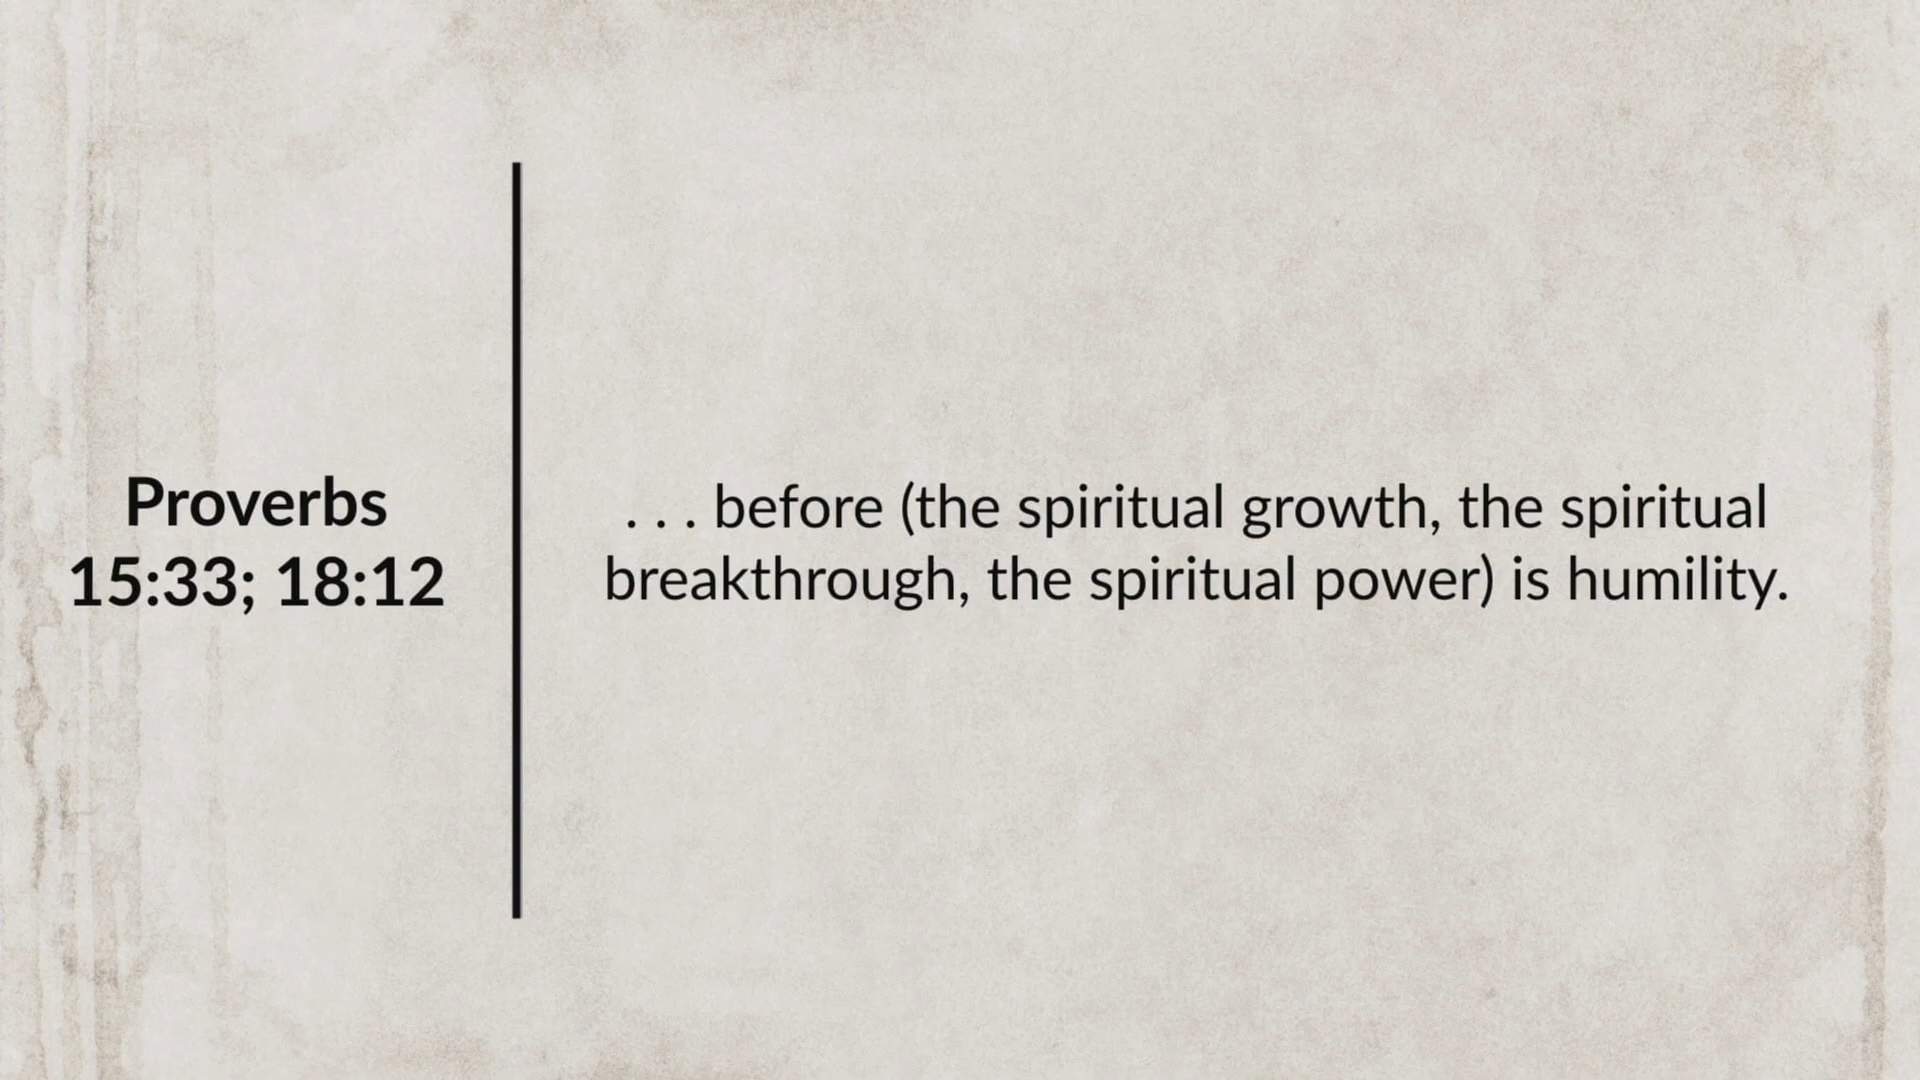 Proverbs
15:33; 18:12
. . . before (the spiritual growth, the spiritual
breakthrough, the spiritual power) is humility.